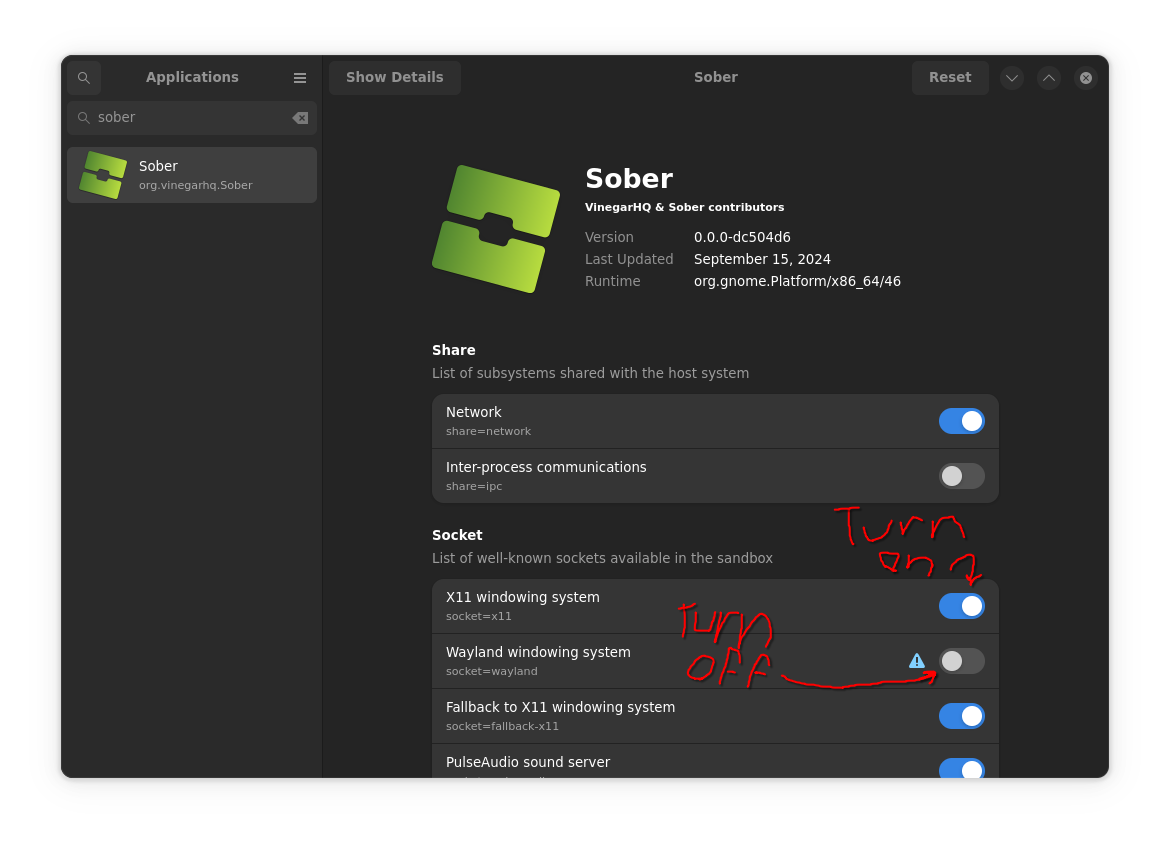 Applications
Show Details
Sober
Reset
sober
Sober
org.vinegarhq.Sober
Sober
VinegarHQ & Sober contributors
Version 0.0.0-dc504d6
Last Updated September 15, 2024
Runtime org.gnome.Platform/x86_64/46
Share
List of subsystems shared with the host system
Network
share=network
Inter-process communications
share=ipc
Turn
on
Socket
List of well-known sockets available in the sandbox
X11 windowing system
socket=x11
Turn
off
Wayland windowing system
socket=wayland
Fallback to X11 windowing system
socket=fallback-x11
PulseAudio sound server